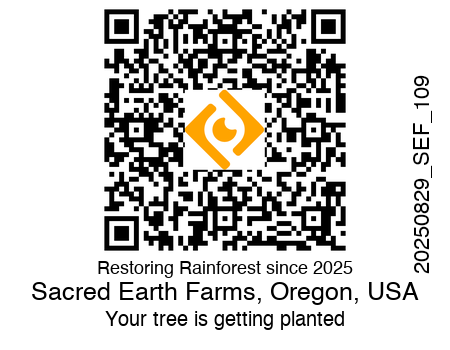 Restoring Rainforest since 2025
Sacred Earth Farms, Oregon, USA
Your tree is getting planted
20250829_SEF_109